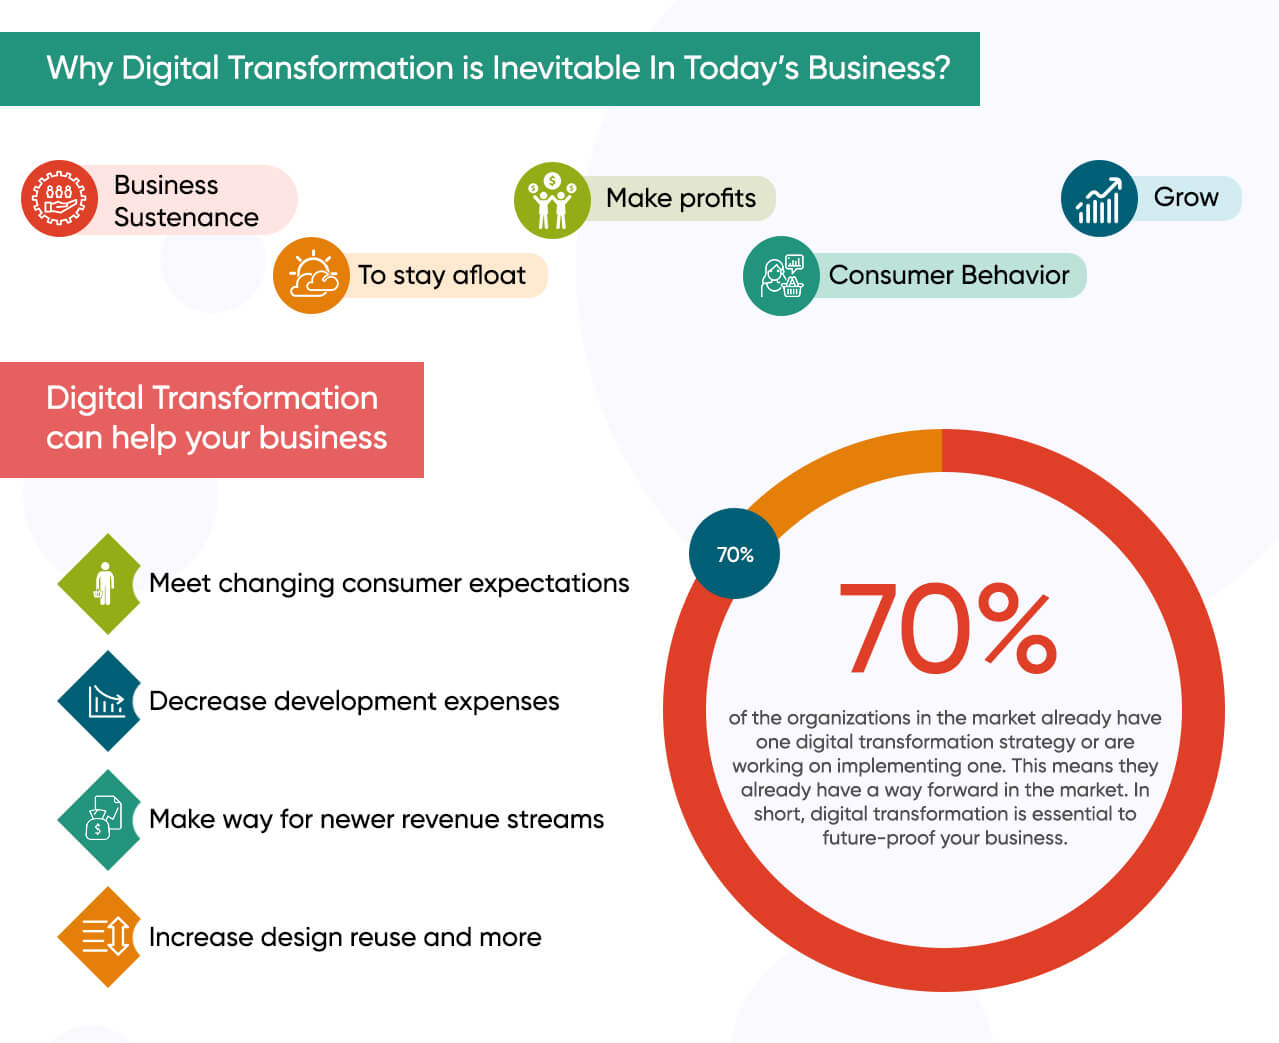 Why Digital Transformation is Inevitable In Today's Business?
Business
Sustenance
To stay afloat
Make profits
Consumer Behavior
Grow
Digital Transformation
can help your business
Meet changing consumer expectations
Decrease development expenses
Make way for newer revenue streams
Increase design reuse and more
70%
70%
of the organizations in the market already have
one digital transformation strategy or are
working on implementing one. This means they
already have a way forward in the market. In
short, digital transformation is essential to
future-proof your business.